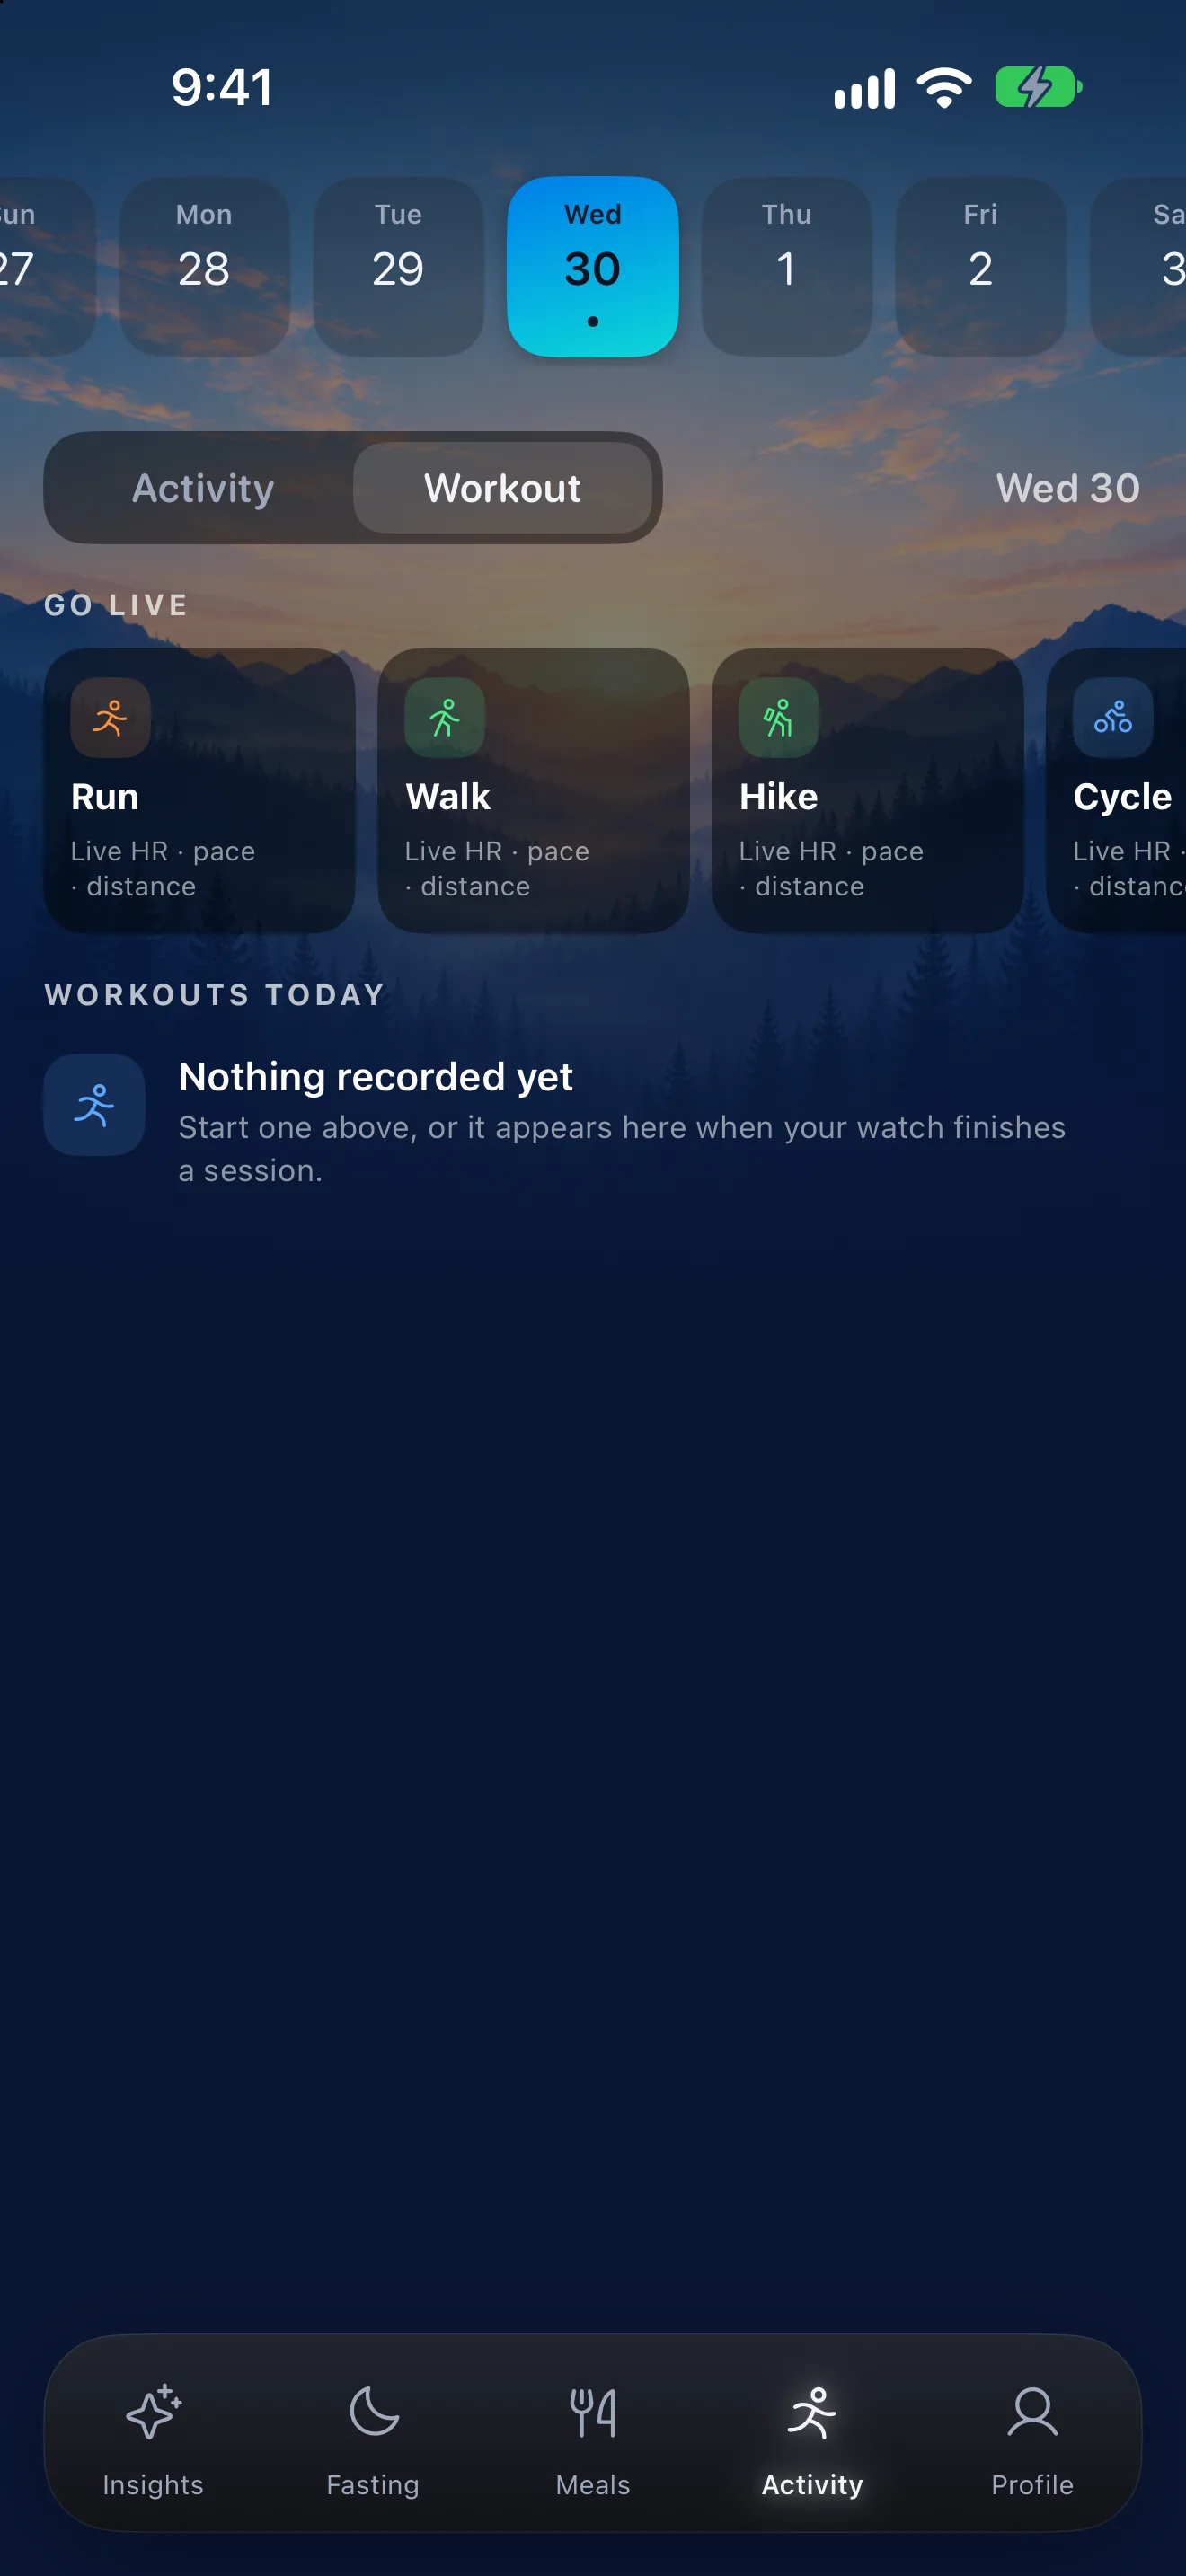 9:41
Sun Mon Tue Wed Thu Fri Sa
27 28 29 30 1 2 3
Activity Workout Wed 30
GO LIVE
Run Walk Hike Cycle
Live HR · pace Live HR · pace Live HR · pace Live HR ·
· distance · distance · distance · distanc
WORKOUTS TODAY
Nothing recorded yet
Start one above, or it appears here when your watch finishes
a session.
Insights Fasting Meals Activity Profile